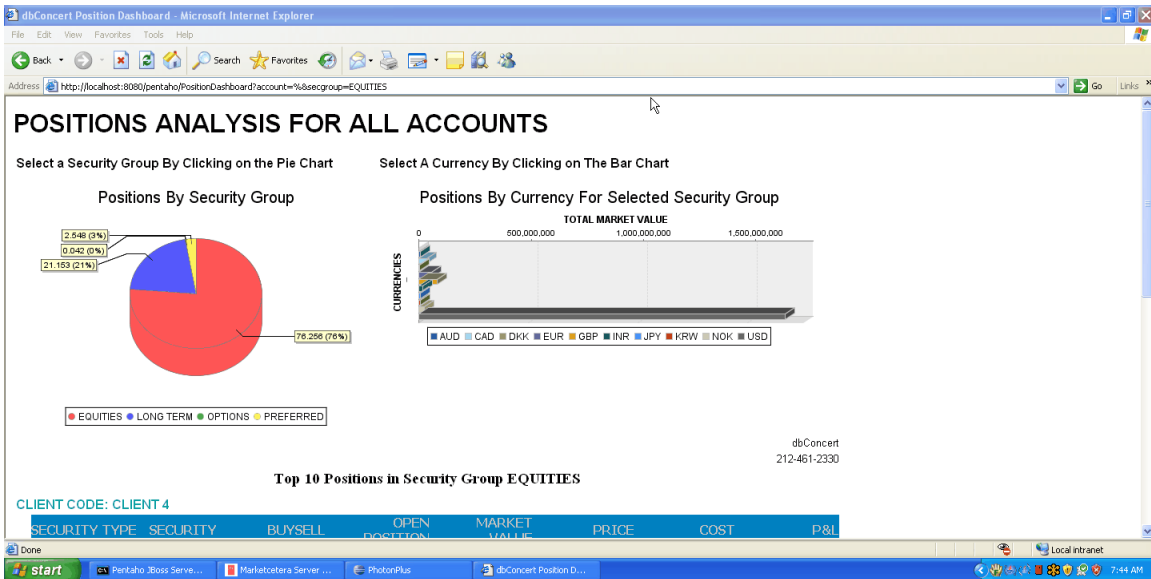 dbConcert Position Dashboard - Microsoft Internet Explorer
File Edit View Favorites Tools Help
Back Search Favorites
Address http://localhost:8080/pentaho/PositionDashboard?account=%&secgroup=EQUITIES Go Links »
POSITIONS ANALYSIS FOR ALL ACCOUNTS
Select a Security Group By Clicking on the Pie Chart
Select A Currency By Clicking on The Bar Chart
Positions By Security Group
2.548 (3%)
0.042 (0%)
21.153 (21%)
76.256 (76%)
EQUITIES LONG TERM OPTIONS PREFERRED
Positions By Currency For Selected Security Group
TOTAL MARKET VALUE
0 500,000,000 1,000,000,000 1,500,000,000
CURRENCIES
AUD CAD DKK EUR GBP INR JPY KRW NOK USD
dbConcert
212-461-2330
Top 10 Positions in Security Group EQUITIES
CLIENT CODE: CLIENT 4
SECURITY TYPE SECURITY BUYSELL OPEN POSITION MARKET VALUE PRICE COST P&L
Done Local intranet
start Pentaho JBoss Serve... Marketcetera Server ... PhotonPlus dbConcert Position D... 7:44 AM